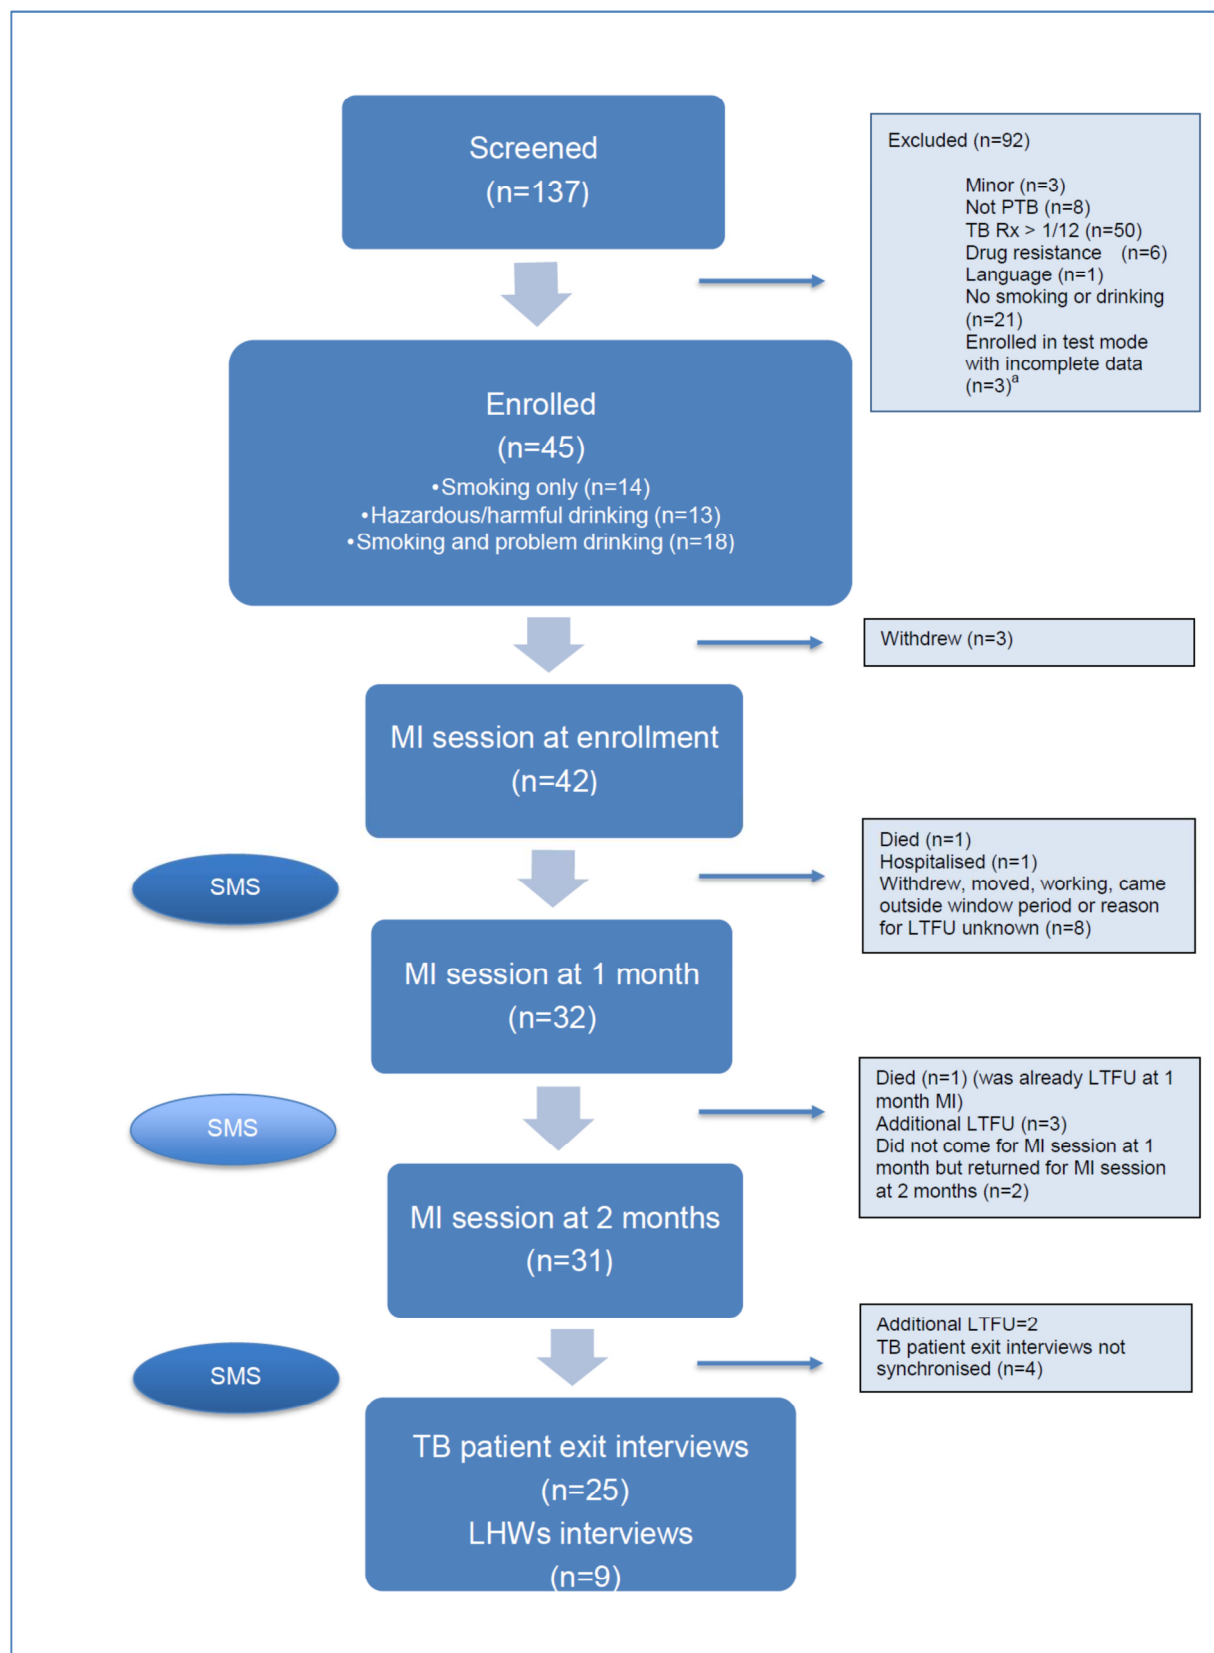 Screened
(n=137)
Excluded (n=92)
Minor (n=3)
Not PTB (n=8)
TB Rx > 1/12 (n=50)
Drug resistance (n=6)
Language (n=1)
No smoking or drinking
(n=21)
Enrolled in test mode
with incomplete data
(n=3)a
Enrolled
(n=45)
•Smoking only (n=14)
•Hazardous/harmful drinking (n=13)
•Smoking and problem drinking (n=18)
Withdrew (n=3)
MI session at enrollment
(n=42)
SMS
Died (n=1)
Hospitalised (n=1)
Withdrew, moved, working, came
outside window period or reason
for LTFU unknown (n=8)
MI session at 1 month
(n=32)
SMS
Died (n=1) (was already LTFU at 1
month MI)
Additional LTFU (n=3)
Did not come for MI session at 1
month but returned for MI session
at 2 months (n=2)
MI session at 2 months
(n=31)
SMS
Additional LTFU=2
TB patient exit interviews not
synchronised (n=4)
TB patient exit interviews
(n=25)
LHWs interviews
(n=9)